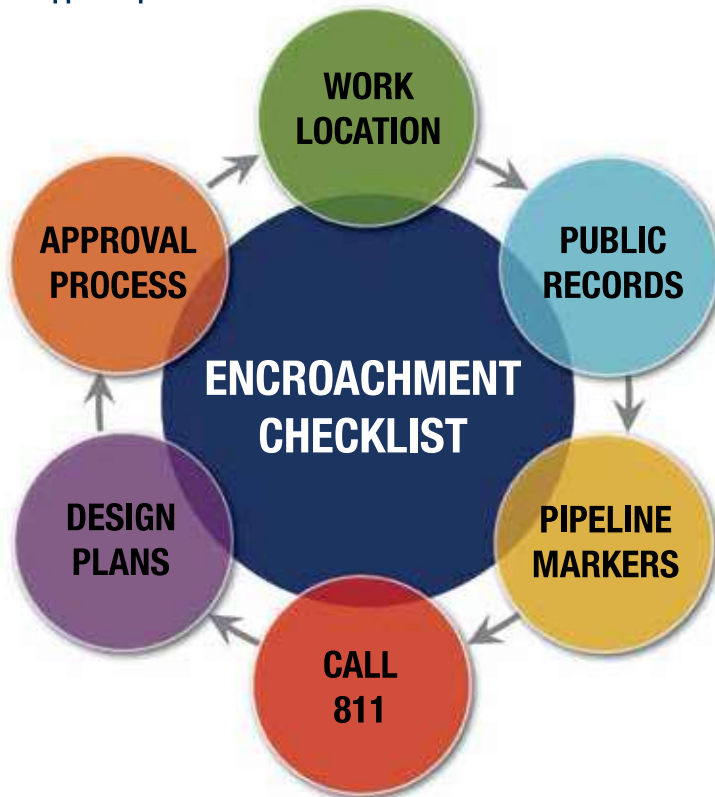 WORK
LOCATION
APPROVAL
PROCESS
PUBLIC
RECORDS
ENCROACHMENT
CHECKLIST
DESIGN
PLANS
PIPELINE
MARKERS
CALL
811